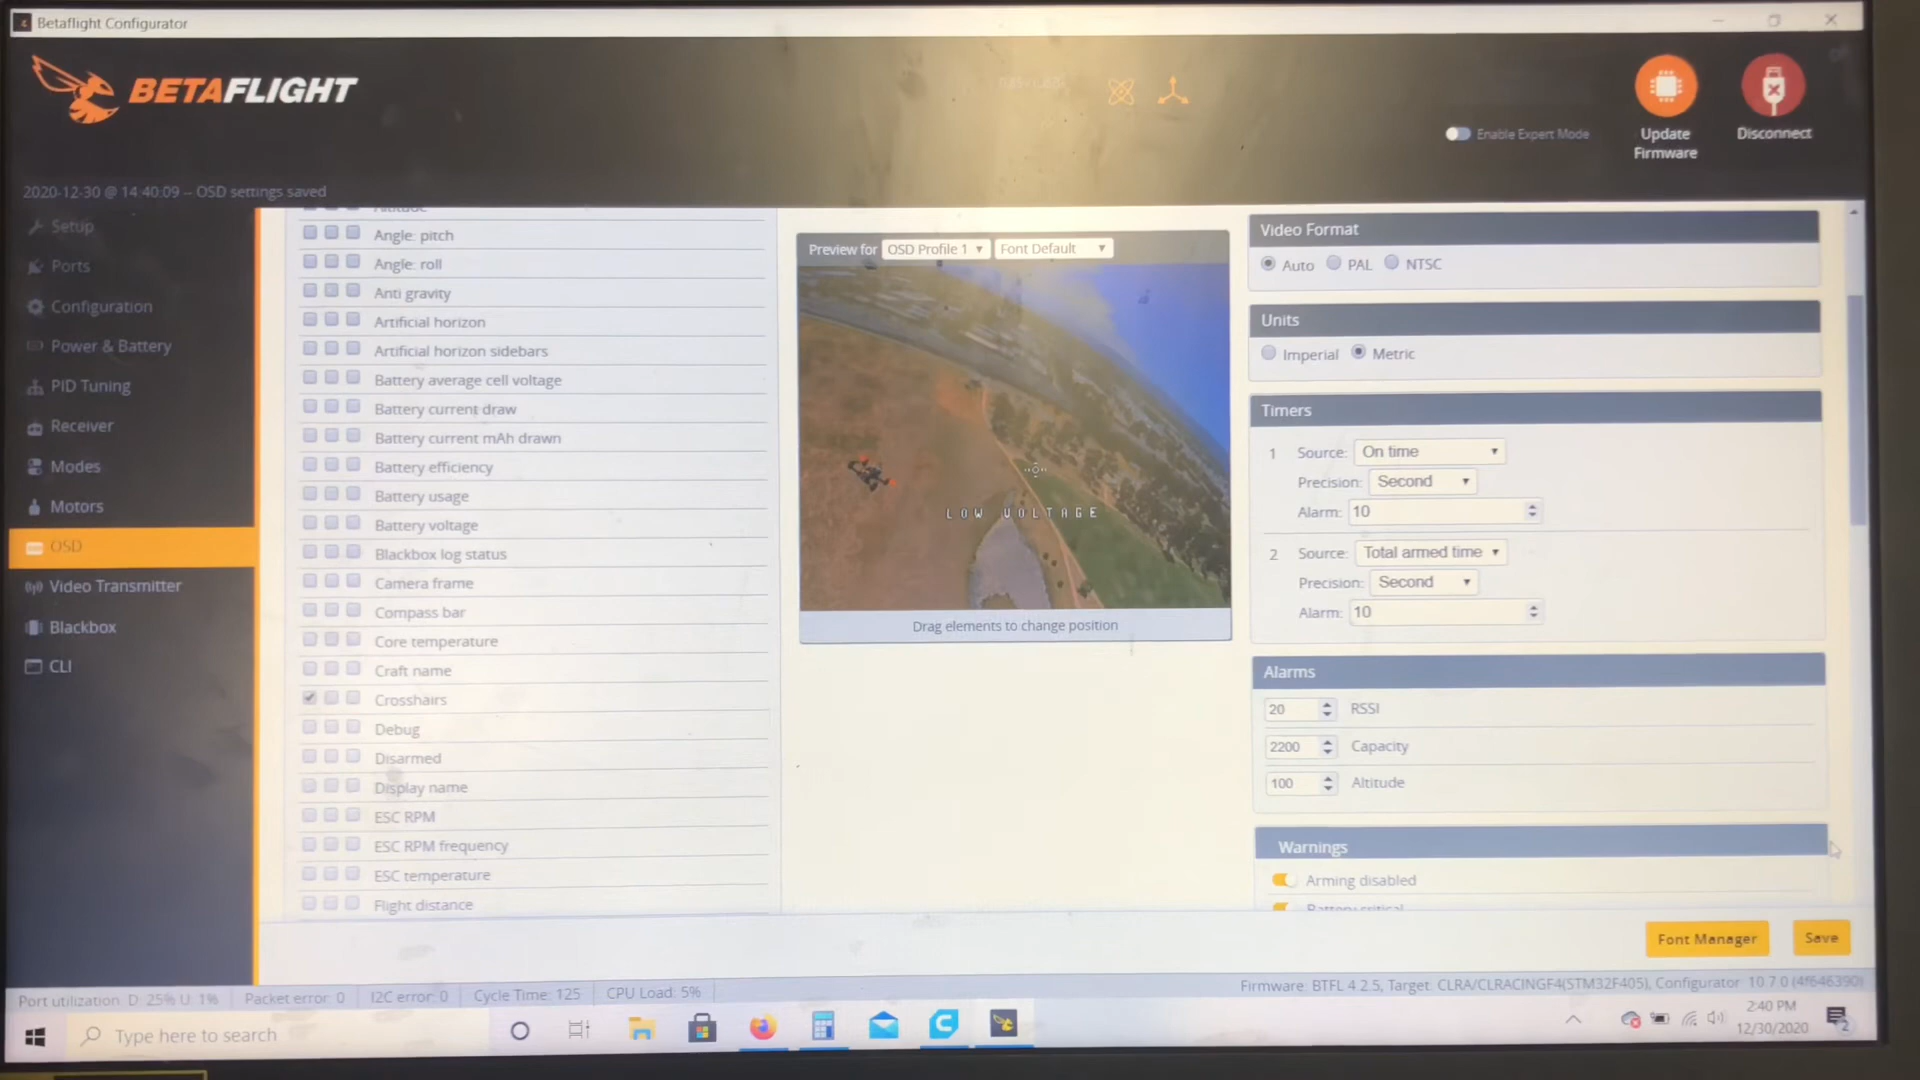 Betaflight Configurator
BETAFLIGHT
Enable Expert Mode
Update Firmware
Disconnect
2020-12-30 @ 14:40:09 -- OSD settings saved
Setup
Ports
Configuration
Power & Battery
PID Tuning
Receiver
Modes
Motors
OSD
Video Transmitter
Blackbox
CLI
Altitude
Angle: pitch
Angle: roll
Anti gravity
Artificial horizon
Artificial horizon sidebars
Battery average cell voltage
Battery current draw
Battery current mAh drawn
Battery efficiency
Battery usage
Battery voltage
Blackbox log status
Camera frame
Compass bar
Core temperature
Craft name
Crosshairs
Debug
Disarmed
Display name
ESC RPM
ESC RPM frequency
ESC temperature
Flight distance
Preview for OSD Profile 1 Font Default
LOW VOLTAGE
Drag elements to change position
Video Format
Auto PAL NTSC
Units
Imperial Metric
Timers
1 Source: On time
Precision: Second
Alarm: 10
2 Source: Total armed time
Precision: Second
Alarm: 10
Alarms
20 RSSI
2200 Capacity
100 Altitude
Warnings
Arming disabled
Battery critical
Font Manager
Save
Port utilization: D: 25% U: 1%
Packet error: 0
I2C error: 0
Cycle Time: 125
CPU Load: 5%
Firmware: BTFL 4.2.5, Target: CLRA/CLRACINGF4(STM32F405), Configurator: 10.7.0 (4f646390)
Type here to search
2:40 PM
12/30/2020
2